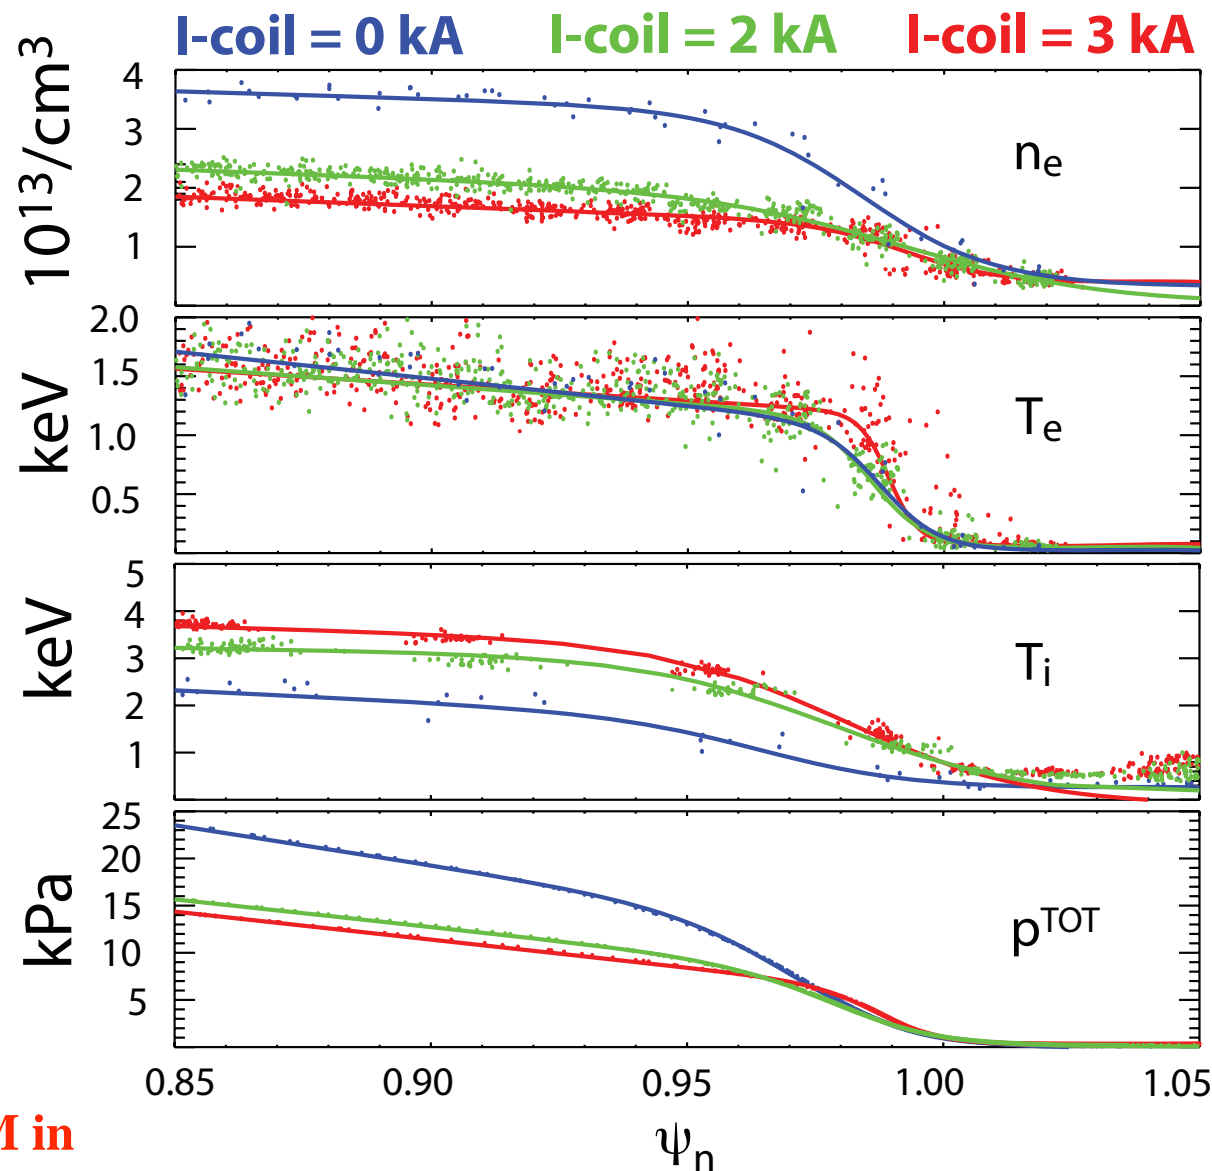 I-coil = 0 kA I-coil = 2 kA I-coil = 3 kA
10¹³/cm³
4
3
2
1
nₑ
keV
2.0
1.5
1.0
0.5
Tₑ
keV
5
4
3
2
1
Tᵢ
kPa
25
20
15
10
5
pᵀᴼᵀ
0.85 0.90 0.95 1.00 1.05
M in
ψₙ